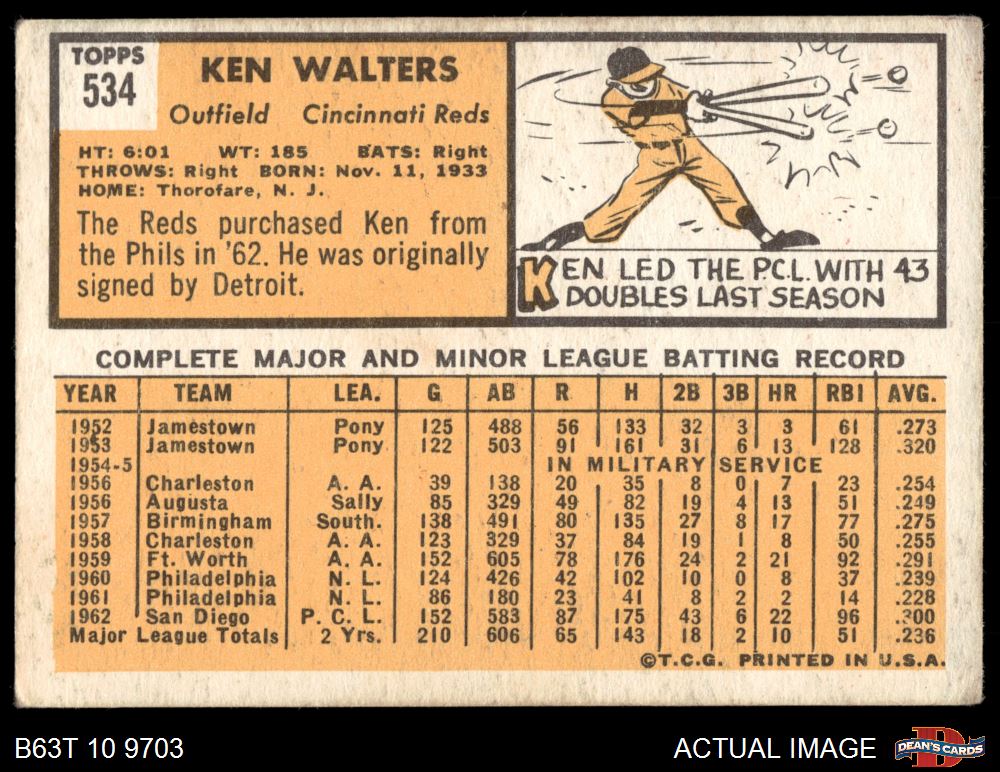 TOPPS
534
KEN WALTERS
Outfield Cincinnati Reds
HT: 6:01 WT: 185 BATS: Right
THROWS: Right BORN: Nov. 11, 1933
HOME: Thorofare, N. J.
The Reds purchased Ken from
the Phils in '62. He was originally
signed by Detroit.
KEN LED THE P.C.L. WITH 43
DOUBLES LAST SEASON
COMPLETE MAJOR AND MINOR LEAGUE BATTING RECORD
YEAR TEAM LEA. G AB R H 2B 3B HR RBI AVG.
1952 Jamestown Pony 125 488 56 133 32 3 3 61 .273
1953 Jamestown Pony 122 503 91 161 31 6 13 128 .320
1954-5 IN MILITARY SERVICE
1956 Charleston A. A. 39 138 20 35 8 0 7 23 .254
1956 Augusta Sally 85 329 49 82 19 4 13 51 .249
1957 Birmingham South. 138 491 80 135 27 8 17 77 .275
1958 Charleston A. A. 123 329 37 84 19 1 8 50 .255
1959 Ft. Worth A. A. 152 605 78 176 24 2 21 92 .291
1960 Philadelphia N. L. 124 426 42 102 10 0 8 37 .239
1961 Philadelphia N. L. 86 180 23 41 8 2 2 14 .228
1962 San Diego P. C. L. 152 583 87 175 43 6 22 96 .300
Major League Totals 2 Yrs. 210 606 65 143 18 2 10 51 .236
©T.C.G. PRINTED IN U.S.A.
B63T 10 9703 ACTUAL IMAGE DEAN'S CARDS